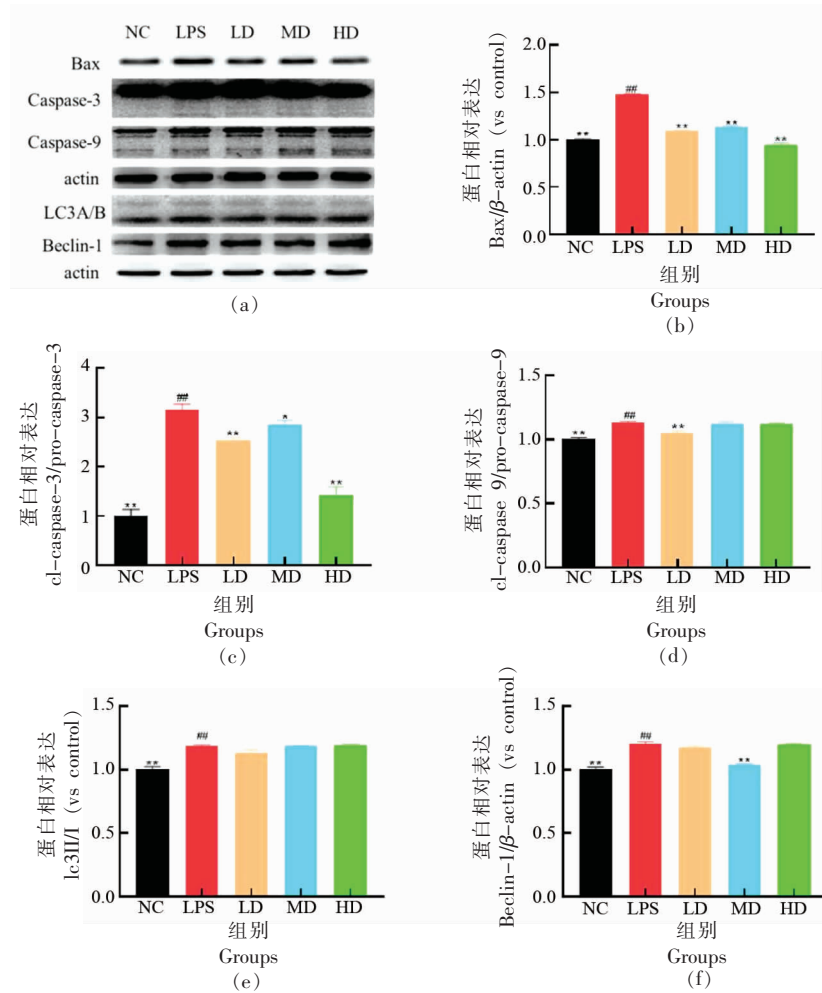 NC LPS LD MD HD
Bax
Caspase-3
Caspase-9
actin
LC3A/B
Beclin-1
actin
(a)
蛋白相对表达
Bax/β-actin (vs control)
2.0
1.5
1.0
0.5
0.0
**
##
**
**
**
NC LPS LD MD HD
组别
Groups
(b)
蛋白相对表达
cl-caspase-3/pro-caspase-3
4
3
2
1
0
**
##
**
*
**
NC LPS LD MD HD
组别
Groups
(c)
蛋白相对表达
cl-caspase 9/pro-caspase-9
1.5
1.0
0.5
0.0
**
##
**
NC LPS LD MD HD
组别
Groups
(d)
蛋白相对表达
lc3II/I (vs control)
1.5
1.0
0.5
0.0
**
##
NC LPS LD MD HD
组别
Groups
(e)
蛋白相对表达
Beclin-1/β-actin (vs control)
1.5
1.0
0.5
0.0
**
##
**
NC LPS LD MD HD
组别
Groups
(f)